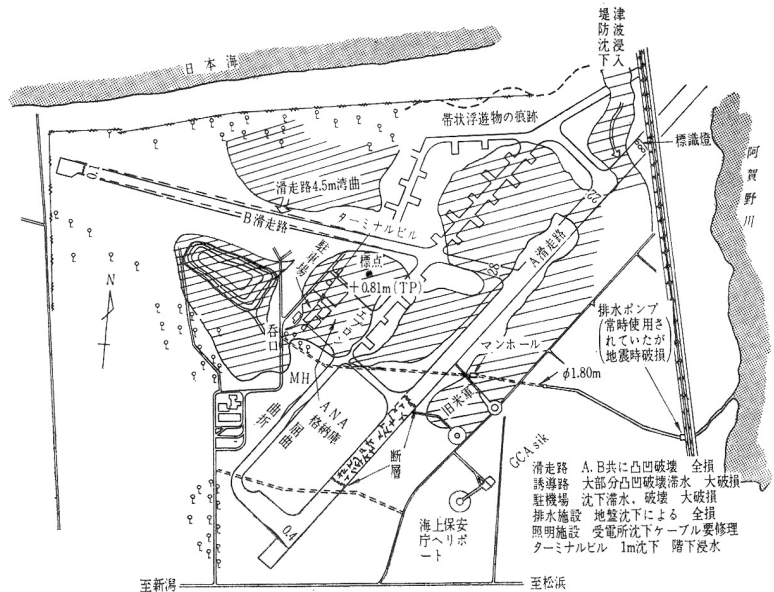 津波浸入
堤防沈下
日本海
帯状浮遊物の痕跡
標識燈
阿賀野川
滑走路4.5m湾曲
B滑走路
ターミナルビル
A滑走路
駐車場
標点
+0.81m(TP)
エプロン
N
呑口
排水ポンプ
(常時使用されていたが地震時破損)
マンホール
φ1.80m
MH
ANA
格納庫
旧米軍
曲折
屈曲
断層
GCA sik
0.4
海上保安
庁ヘリポ
ート
滑走路 A.B共に凸凹破壊 全損
誘導路 大部分凸凹破壊滞水 大破損
駐機場 沈下滞水、破壊 大破損
排水施設 地盤沈下による 全損
照明施設 受電所沈下ケーブル要修理
ターミナルビル 1m沈下 階下浸水
至新潟
至松浜